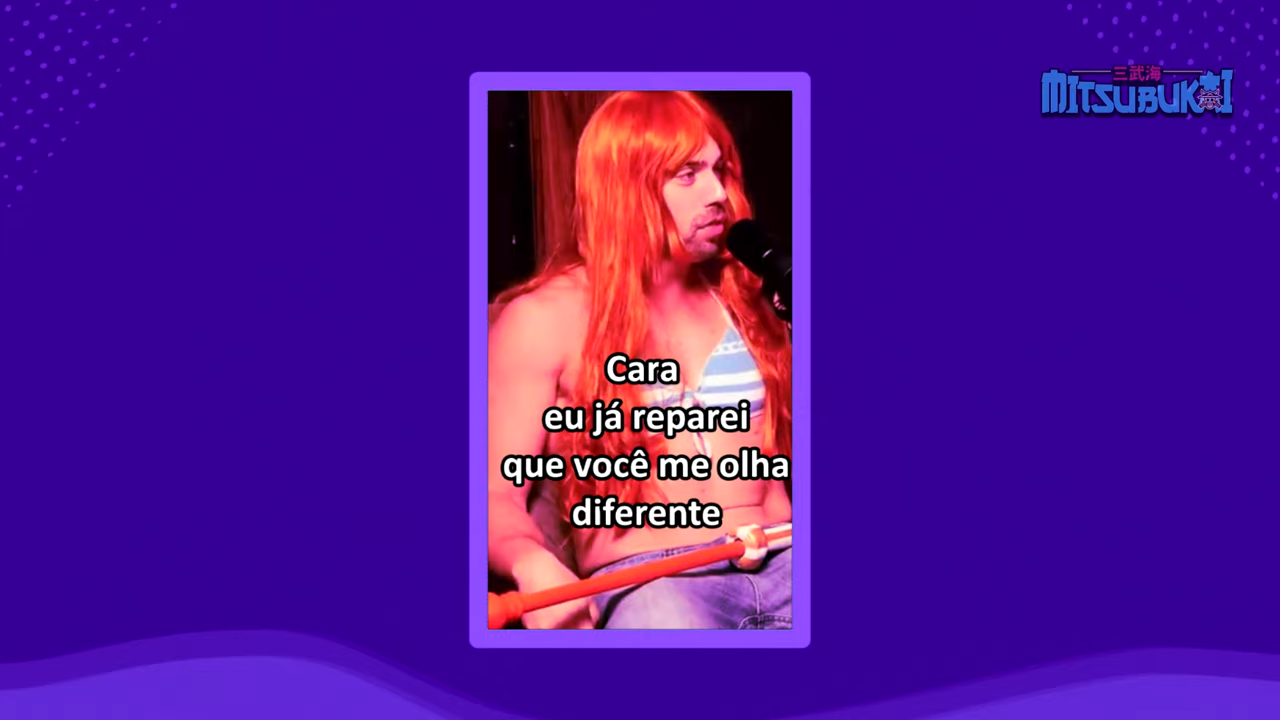 三武海
MITSUBUKAI
Cara
eu já reparei
que você me olha
diferente